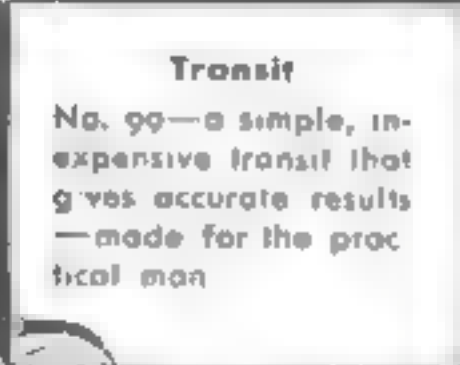 Transit
No. 99—a simple, in-
expensive transit that
gives accurate results
—made for the prac
tical man